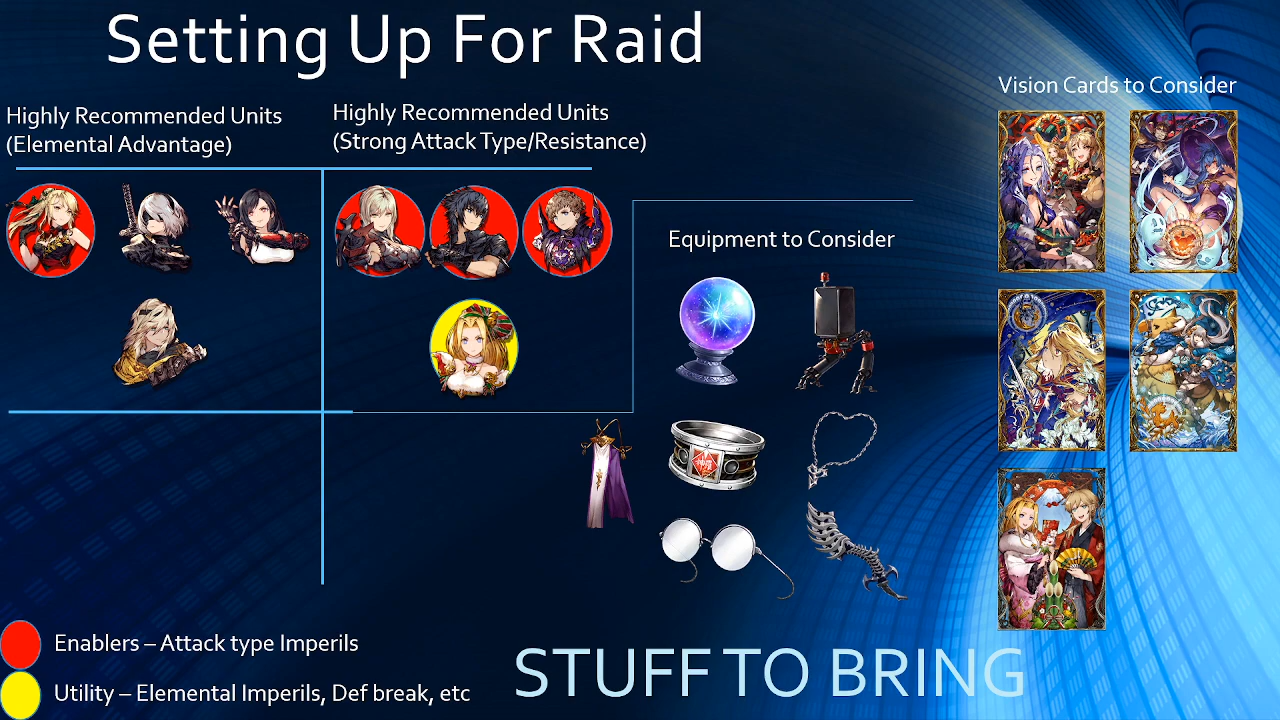 Setting Up For Raid
Highly Recommended Units
(Elemental Advantage)
Highly Recommended Units
(Strong Attack Type/Resistance)
Vision Cards to Consider
Equipment to Consider
Enablers – Attack type Imperils
Utility – Elemental Imperils, Def break, etc
STUFF TO BRING